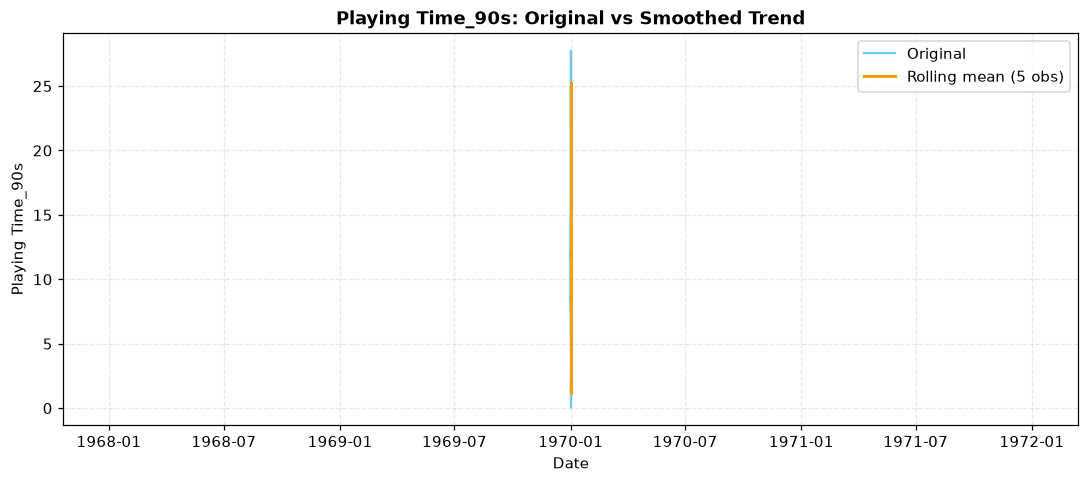 Playing Time_90s: Original vs Smoothed Trend
Original
Rolling mean (5 obs)
Playing Time_90s
25
20
15
10
5
0
1968-01 1968-07 1969-01 1969-07 1970-01 1970-07 1971-01 1971-07 1972-01
Date